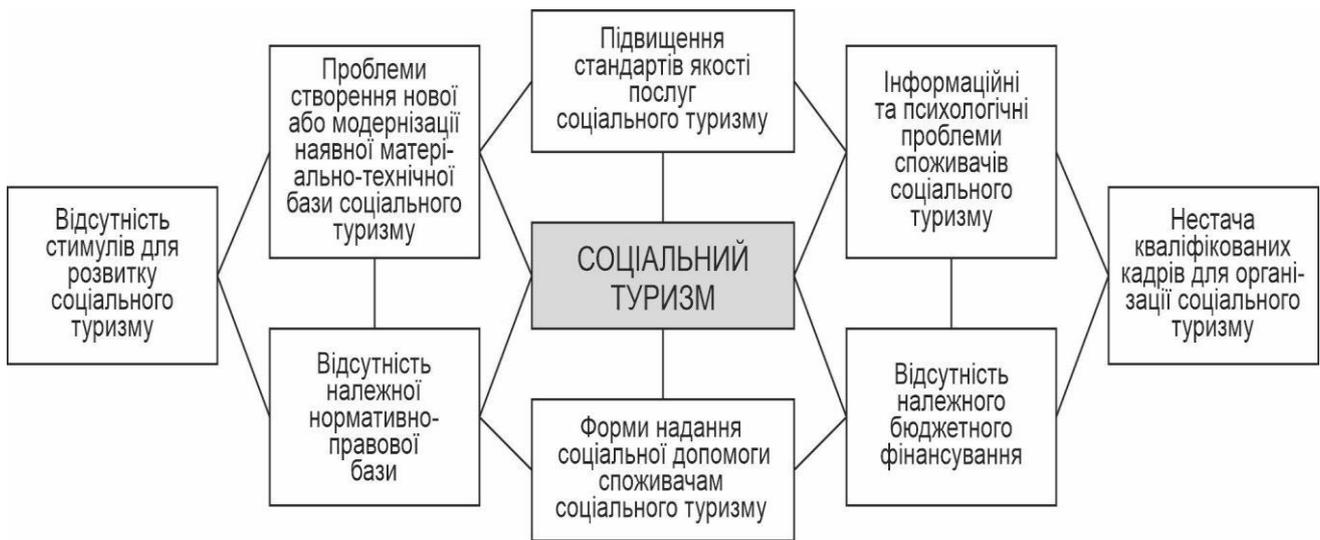 Відсутність
стимулів для
розвитку
соціального
туризму
Проблеми
створення нової
або модернізації
наявної матері-
ально-технічної
бази соціального
туризму
Відсутність
належної
нормативно-
правової
бази
Підвищення
стандартів якості
послуг
соціального туризму
СОЦІАЛЬНИЙ
ТУРИЗМ
Форми надання
соціальної допомоги
споживачам
соціального туризму
Інформаційні
та психологічні
проблеми
споживачів
соціального
туризму
Відсутність
належного
бюджетного
фінансування
Нестача
кваліфікованих
кадрів для органі-
зації соціального
туризму